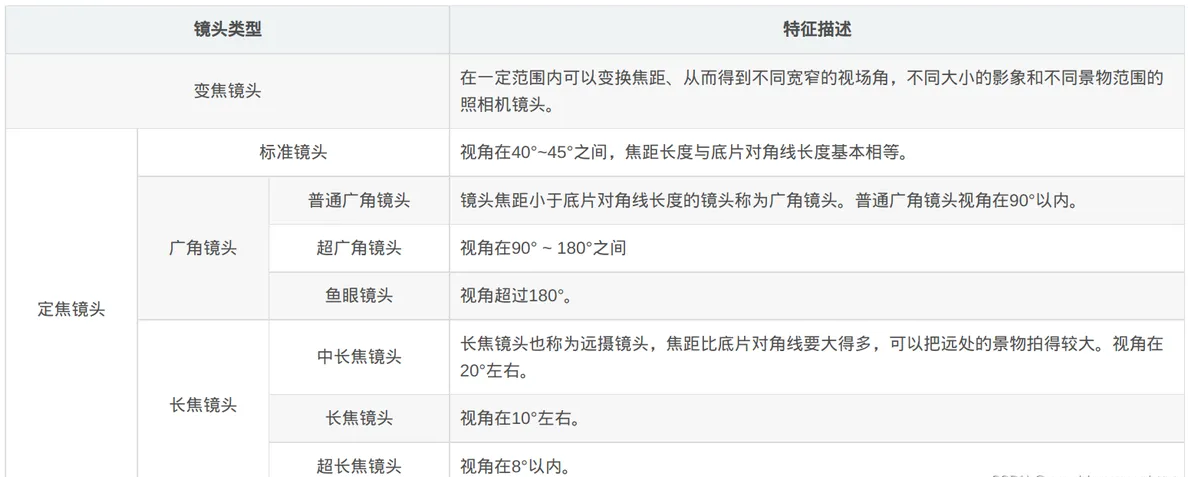 镜头类型
特征描述
变焦镜头
在一定范围内可以变换焦距、从而得到不同宽窄的视场角，不同大小的影象和不同景物范围的
照相机镜头。
定焦镜头
标准镜头
视角在40°~45°之间，焦距长度与底片对角线长度基本相等。
广角镜头
普通广角镜头
镜头焦距小于底片对角线长度的镜头称为广角镜头。普通广角镜头视角在90°以内。
超广角镜头
视角在90° ~ 180°之间
鱼眼镜头
视角超过180°。
长焦镜头
中长焦镜头
长焦镜头也称为远摄镜头，焦距比底片对角线要大得多，可以把远处的景物拍得较大。视角在
20°左右。
长焦镜头
视角在10°左右。
超长焦镜头
视角在8°以内。